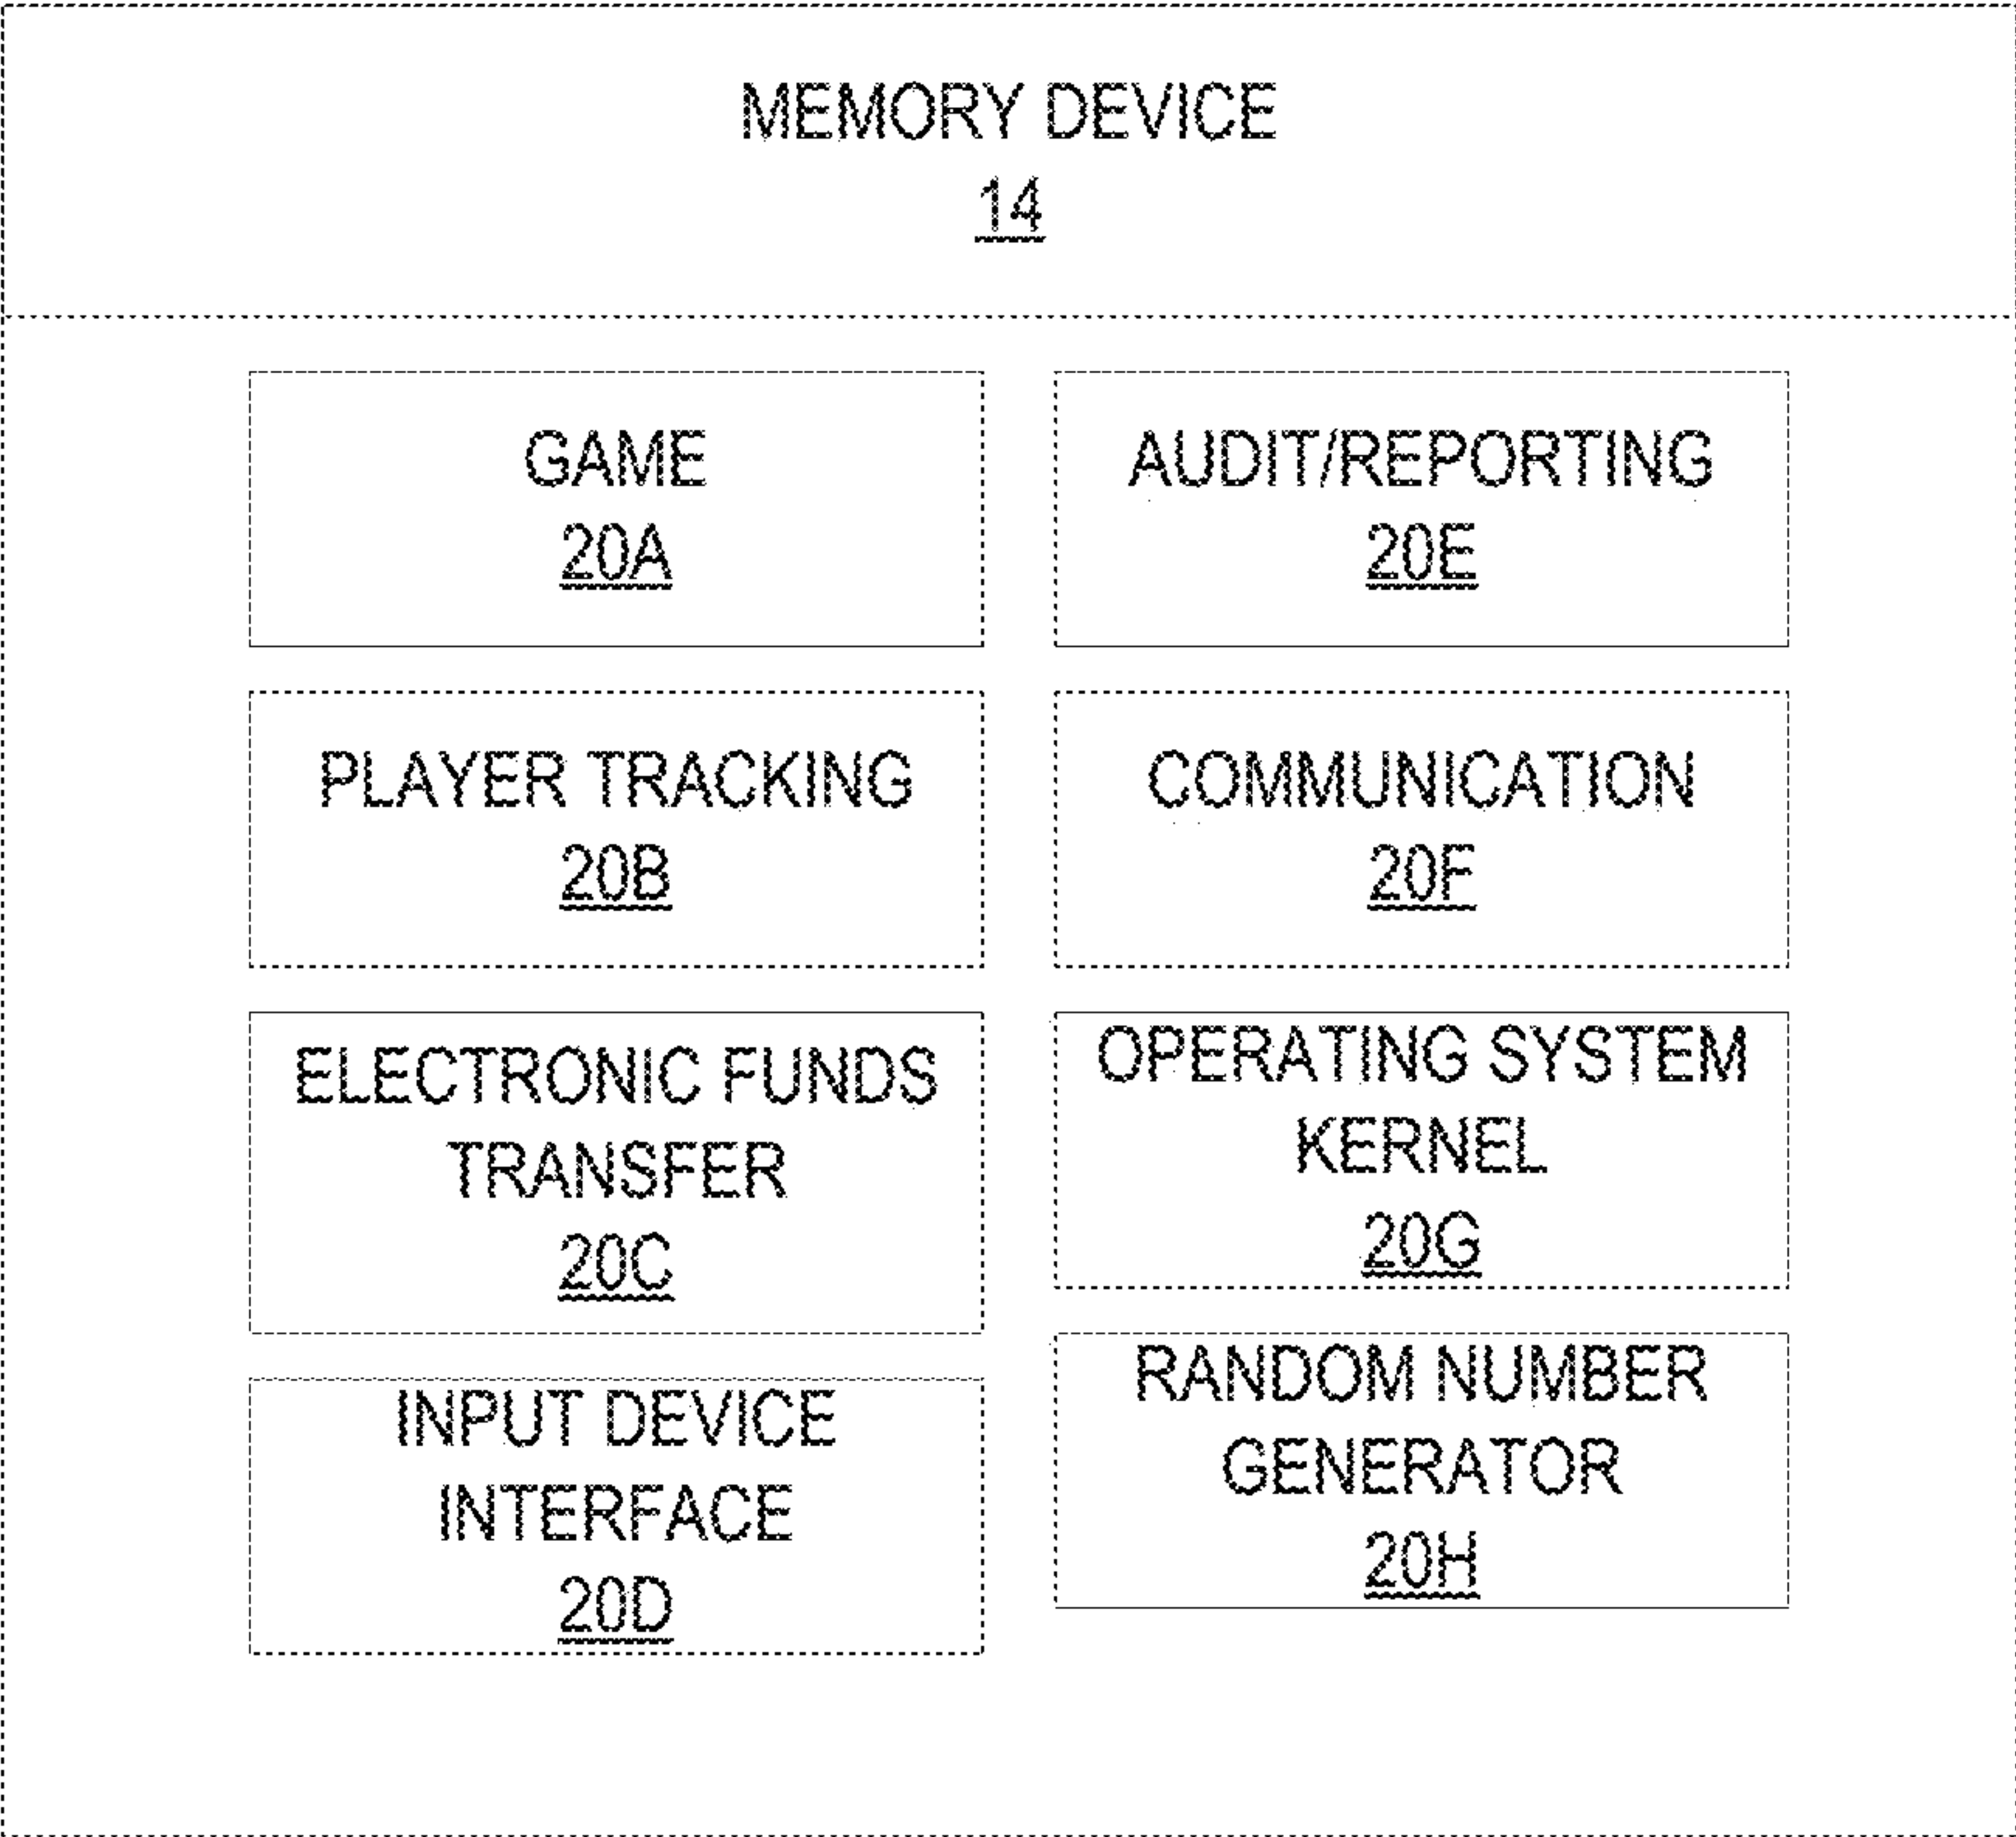 MEMORY DEVICE
14
GAME
20A
PLAYER TRACKING
20B
ELECTRONIC FUNDS
TRANSFER
20C
INPUT DEVICE
INTERFACE
20D
AUDIT/REPORTING
20E
COMMUNICATION
20F
OPERATING SYSTEM
KERNEL
20G
RANDOM NUMBER
GENERATOR
20H